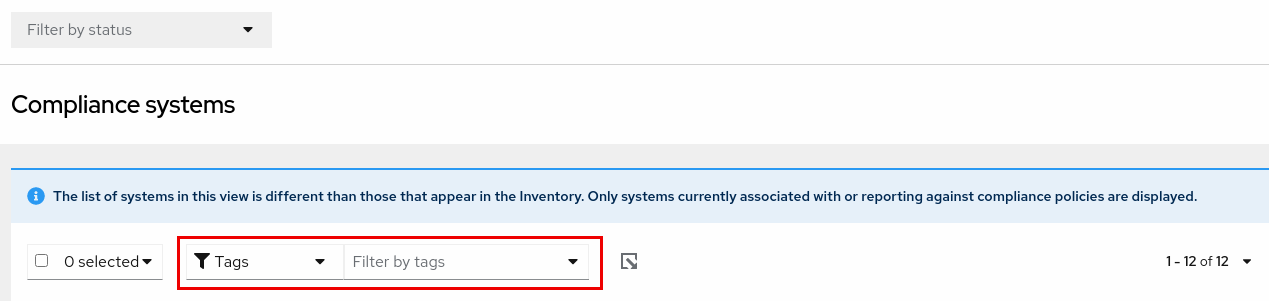 Filter by status
Compliance systems
The list of systems in this view is different than those that appear in the Inventory. Only systems currently associated with or reporting against compliance policies are displayed.
0 selected Tags Filter by tags 1 - 12 of 12